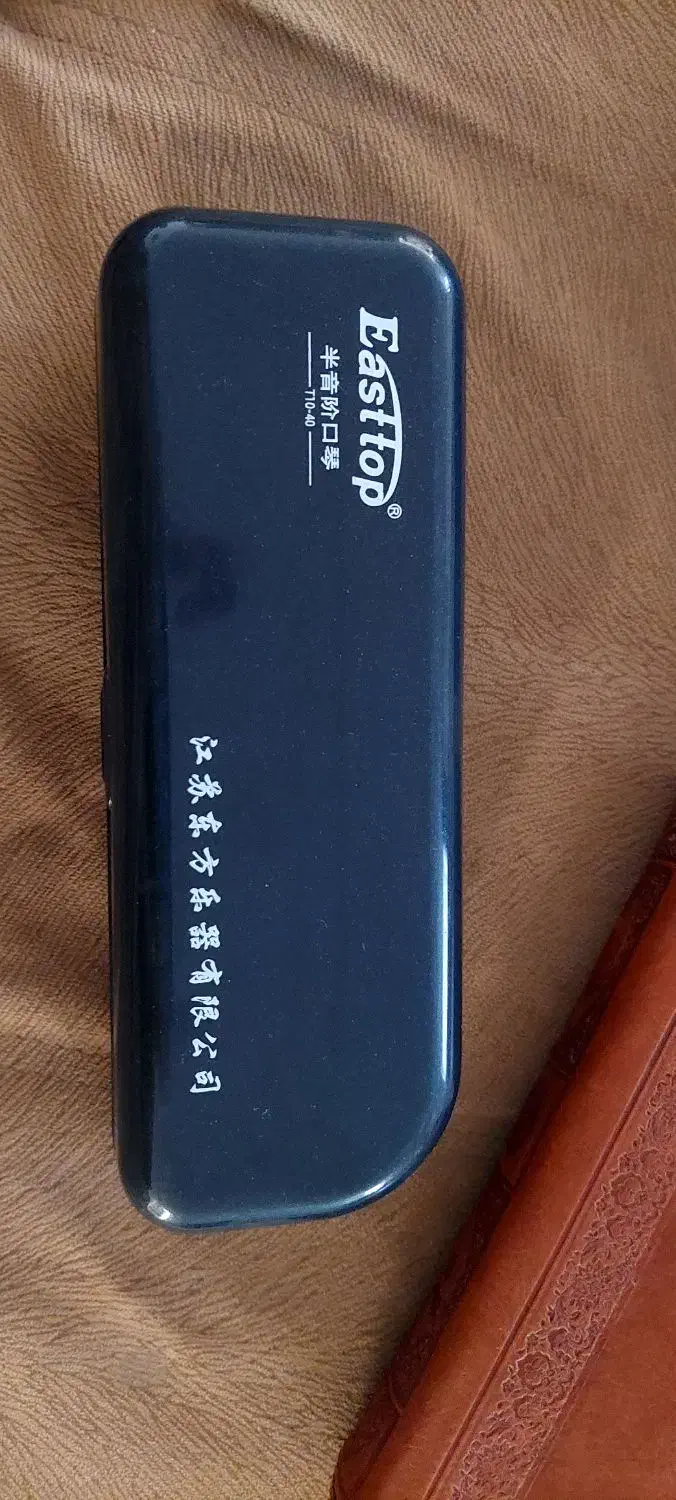 Easttop®
半音阶口琴
T10-40
江苏东方乐器有限公司